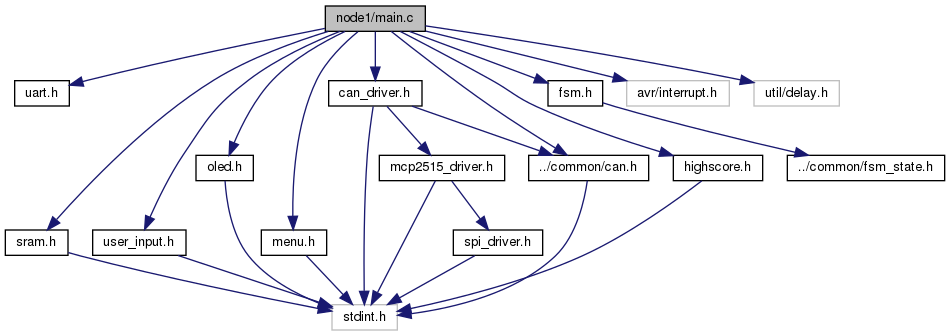 node1/main.c
uart.h
can_driver.h
fsm.h
avr/interrupt.h
util/delay.h
oled.h
mcp2515_driver.h
../common/can.h
highscore.h
../common/fsm_state.h
sram.h
user_input.h
menu.h
spi_driver.h
stdint.h